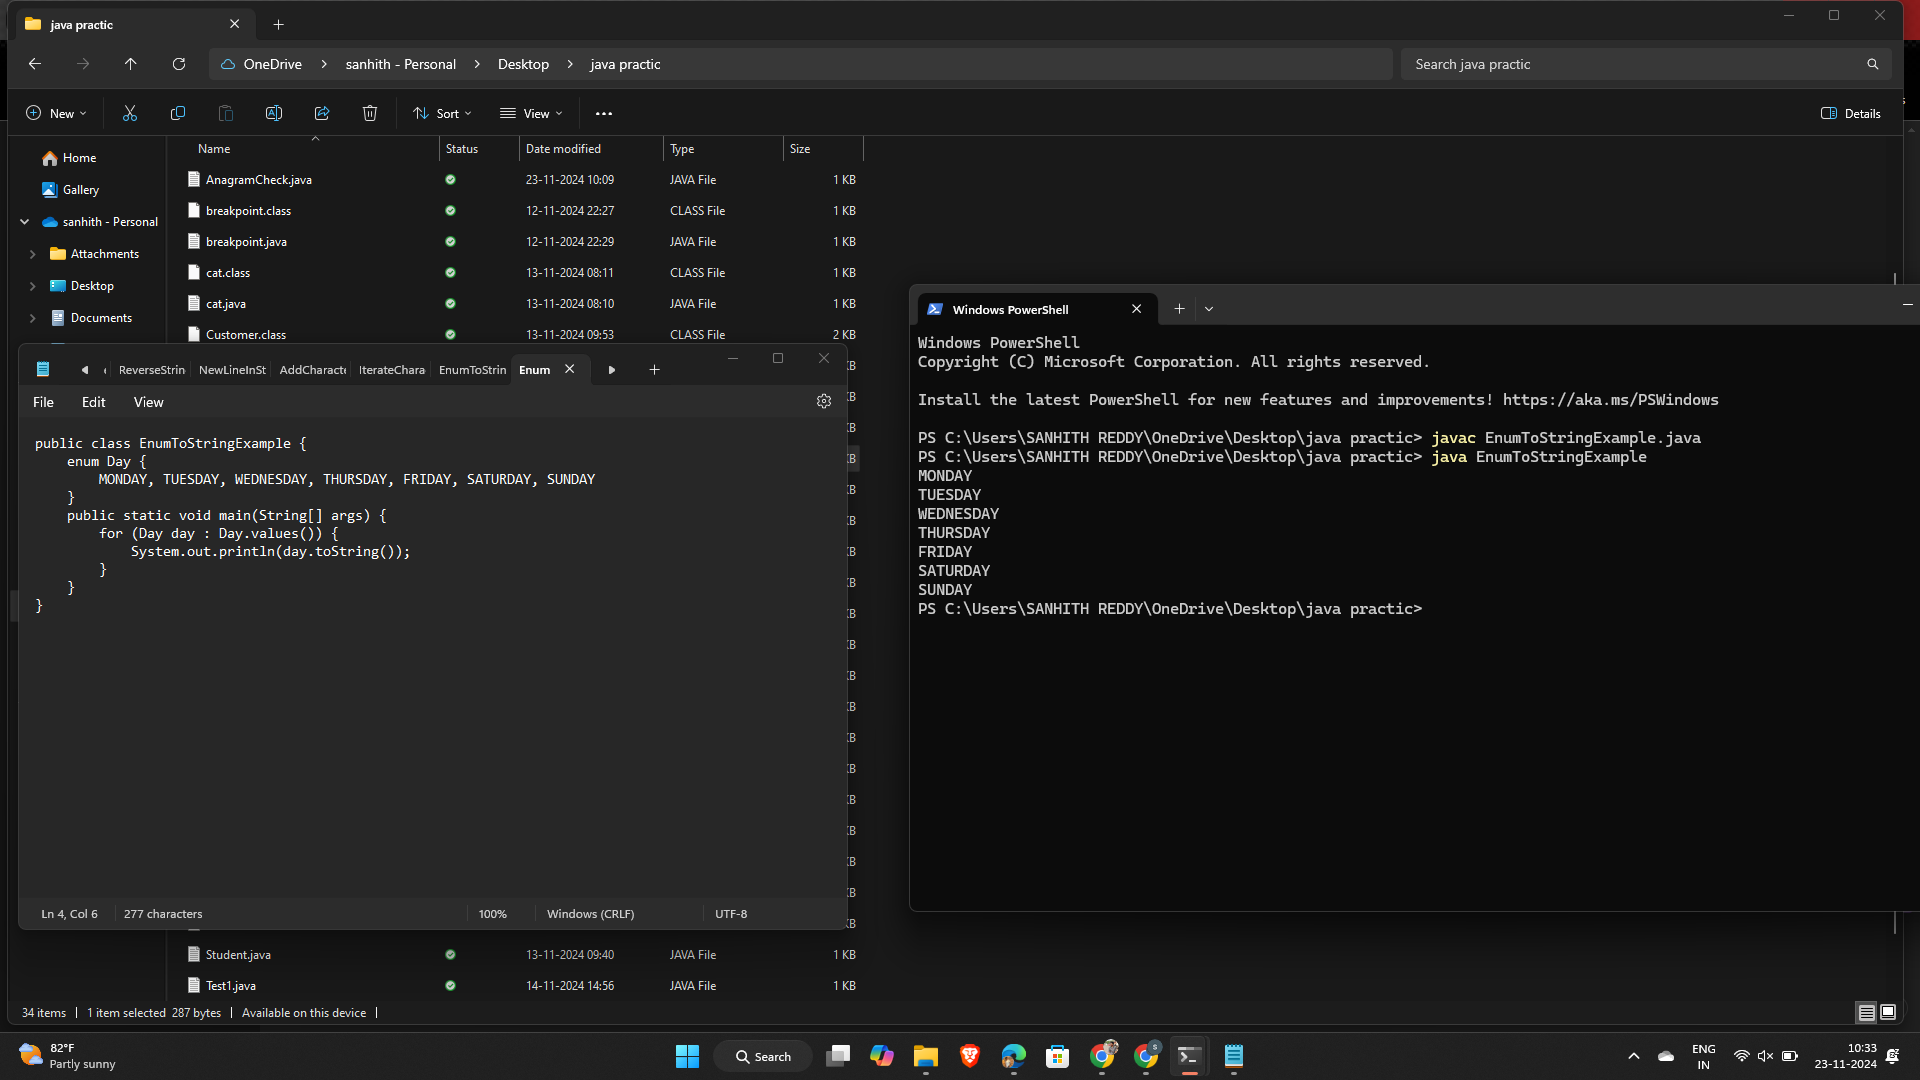 java practic
OneDrive > sanhith - Personal > Desktop > java practic
Search java practic
New
Sort
View
Details
Name Status Date modified Type Size
Home
Gallery
sanhith - Personal
Attachments
Desktop
Documents
AnagramCheck.java 23-11-2024 10:09 JAVA File 1 KB
breakpoint.class 12-11-2024 22:27 CLASS File 1 KB
breakpoint.java 12-11-2024 22:29 JAVA File 1 KB
cat.class 13-11-2024 08:11 CLASS File 1 KB
cat.java 13-11-2024 08:10 JAVA File 1 KB
Customer.class 13-11-2024 09:53 CLASS File 2 KB
ReverseStrin NewLineInSt AddCharacte IterateChara EnumToStrin Enum
File Edit View
public class EnumToStringExample {
enum Day {
MONDAY, TUESDAY, WEDNESDAY, THURSDAY, FRIDAY, SATURDAY, SUNDAY
}
public static void main(String[] args) {
for (Day day : Day.values()) {
System.out.println(day.toString());
}
}
}
Ln 4, Col 6 277 characters 100% Windows (CRLF) UTF-8
Student.java 13-11-2024 09:40 JAVA File 1 KB
Test1.java 14-11-2024 14:56 JAVA File 1 KB
34 items | 1 item selected 287 bytes | Available on this device |
Windows PowerShell
Windows PowerShell
Copyright (C) Microsoft Corporation. All rights reserved.
Install the latest PowerShell for new features and improvements! https://aka.ms/PSWindows
PS C:\Users\SANHITH REDDY\OneDrive\Desktop\java practic> javac EnumToStringExample.java
PS C:\Users\SANHITH REDDY\OneDrive\Desktop\java practic> java EnumToStringExample
MONDAY
TUESDAY
WEDNESDAY
THURSDAY
FRIDAY
SATURDAY
SUNDAY
PS C:\Users\SANHITH REDDY\OneDrive\Desktop\java practic>
82°F
Partly sunny
Search
ENG
IN
10:33
23-11-2024